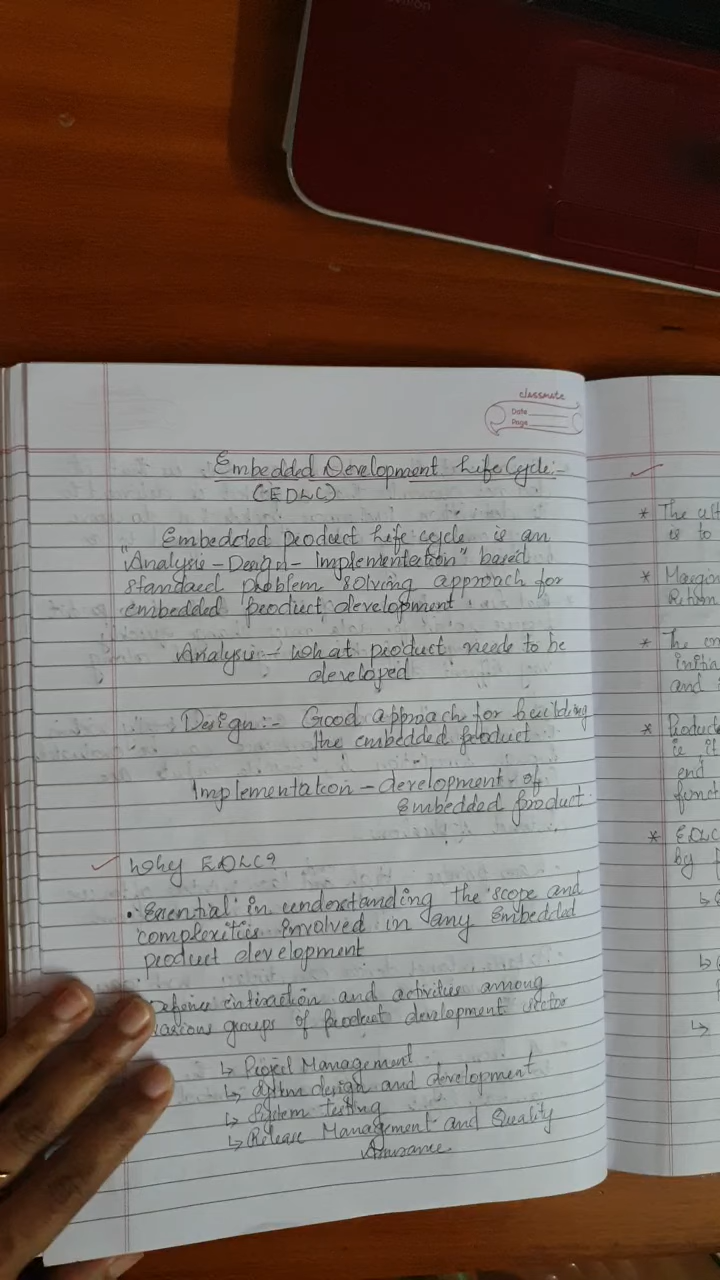 classmate
Date
Page
Embedded Development Life Cycle:-
(EDLC)
Embedded product life cycle is an
"Analysis - Design - Implementation" based
standard problem solving approach for
embedded product development.
Analysis:- What product needs to be
developed
Design:- Good approach for building
the embedded product
Implementation - development of
Embedded product.
Why EDLC?
• Essential in understanding the scope and
complexities involved in any Embedded
product development
Defines intiraction and activities among
various groups of product development sector
↳ Project Management
↳ System design and development
↳ System testing
↳ Release Management and Quality
Assurance.
* The
is to
* Margin
Return
* The
initia
and
* Produc
is it
end
funct
* EDLC
by